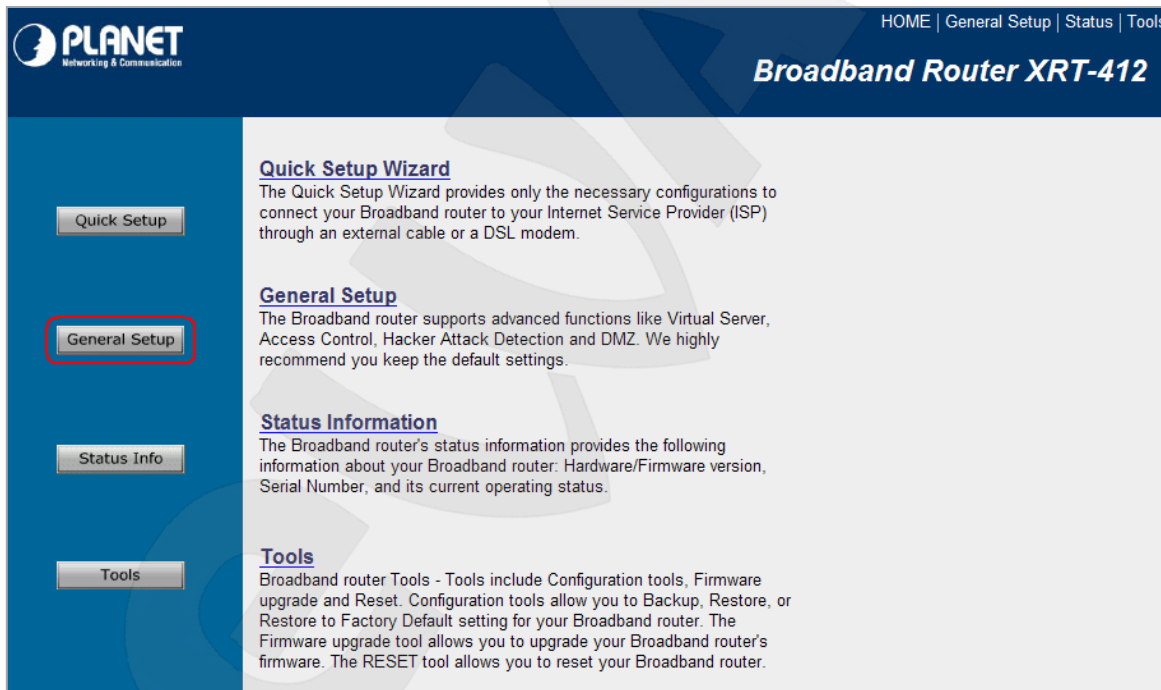 PLANET
Networking & Communication
HOME | General Setup | Status | Tools
Broadband Router XRT-412
Quick Setup
Quick Setup Wizard
The Quick Setup Wizard provides only the necessary configurations to
connect your Broadband router to your Internet Service Provider (ISP)
through an external cable or a DSL modem.
General Setup
General Setup
The Broadband router supports advanced functions like Virtual Server,
Access Control, Hacker Attack Detection and DMZ. We highly
recommend you keep the default settings.
Status Info
Status Information
The Broadband router's status information provides the following
information about your Broadband router: Hardware/Firmware version,
Serial Number, and its current operating status.
Tools
Tools
Broadband router Tools - Tools include Configuration tools, Firmware
upgrade and Reset. Configuration tools allow you to Backup, Restore, or
Restore to Factory Default setting for your Broadband router. The
Firmware upgrade tool allows you to upgrade your Broadband router's
firmware. The RESET tool allows you to reset your Broadband router.